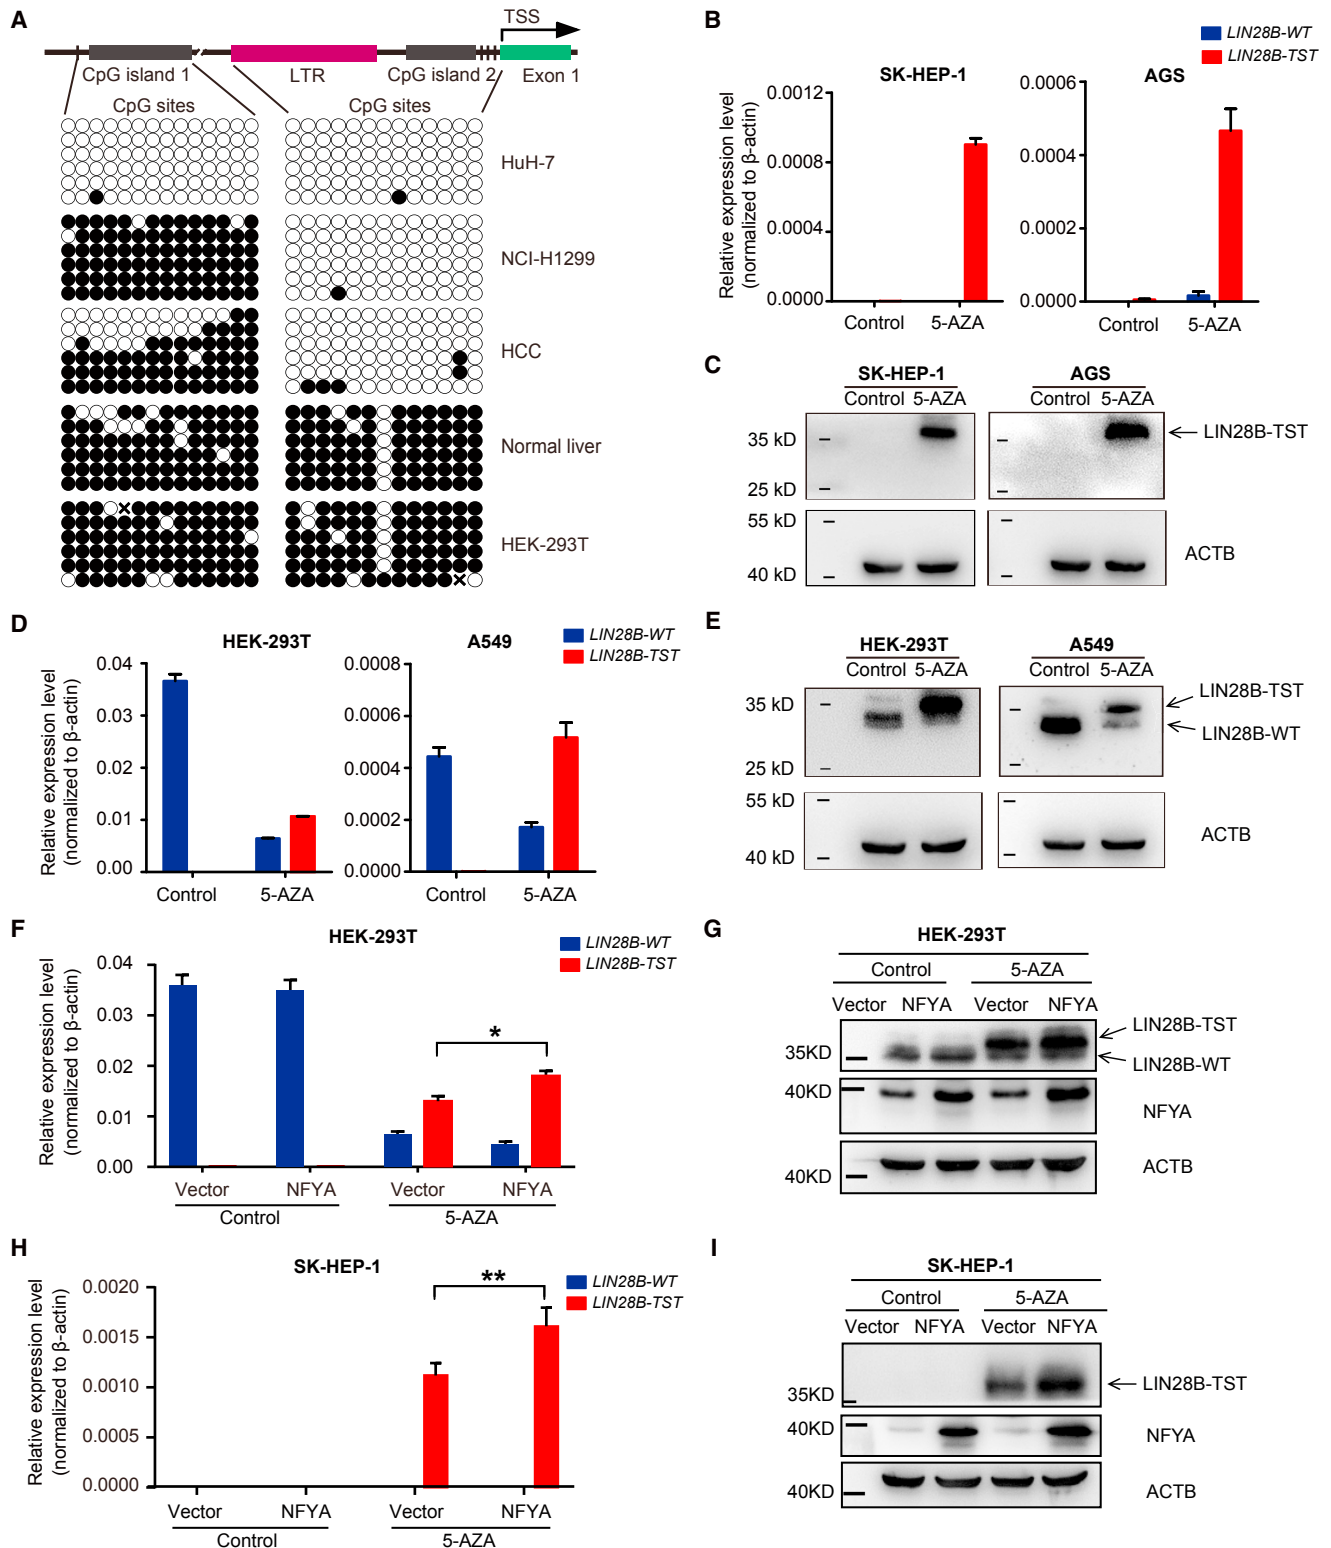 A
TSS
CpG island 1
LTR
CpG island 2
Exon 1
CpG sites
CpG sites
HuH-7
NCI-H1299
HCC
Normal liver
HEK-293T
B
LIN28B-WT
LIN28B-TST
SK-HEP-1
AGS
Relative expression level
(normalized to β-actin)
0.0012
0.0008
0.0004
0.0000
Control
5-AZA
0.0006
0.0004
0.0002
0.0000
Control
5-AZA
C
SK-HEP-1
AGS
Control 5-AZA
Control 5-AZA
35 kD
25 kD
LIN28B-TST
55 kD
40 kD
ACTB
D
HEK-293T
A549
LIN28B-WT
LIN28B-TST
Relative expression level
(normalized to β-actin)
0.04
0.03
0.02
0.01
0.00
Control
5-AZA
0.0008
0.0006
0.0004
0.0002
0.0000
Control
5-AZA
E
HEK-293T
A549
Control 5-AZA
Control 5-AZA
35 kD
25 kD
LIN28B-TST
LIN28B-WT
55 kD
40 kD
ACTB
F
HEK-293T
LIN28B-WT
LIN28B-TST
Relative expression level
(normalized to β-actin)
0.04
0.03
0.02
0.01
0.00
*
Vector
NFYA
Vector
NFYA
Control
5-AZA
G
HEK-293T
Control
5-AZA
Vector NFYA Vector NFYA
35KD
LIN28B-TST
LIN28B-WT
40KD
NFYA
40KD
ACTB
H
SK-HEP-1
LIN28B-WT
LIN28B-TST
Relative expression level
(normalized to β-actin)
0.0020
0.0015
0.0010
0.0005
0.0000
**
Vector
NFYA
Vector
NFYA
Control
5-AZA
I
SK-HEP-1
Control
5-AZA
Vector NFYA Vector NFYA
35KD
LIN28B-TST
40KD
NFYA
40KD
ACTB